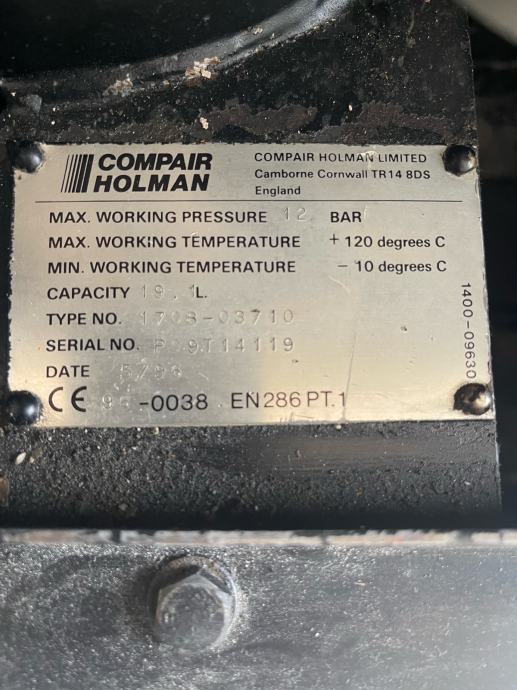 COMPAIR HOLMAN
COMPAIR HOLMAN LIMITED
Camborne Cornwall TR14 8DS
England
MAX. WORKING PRESSURE 12 BAR
MAX. WORKING TEMPERATURE + 120 degrees C
MIN. WORKING TEMPERATURE - 10 degrees C
CAPACITY 19.1L.
TYPE NO.
SERIAL NO.
DATE
CE -0038 EN286 PT.1
1400-09630